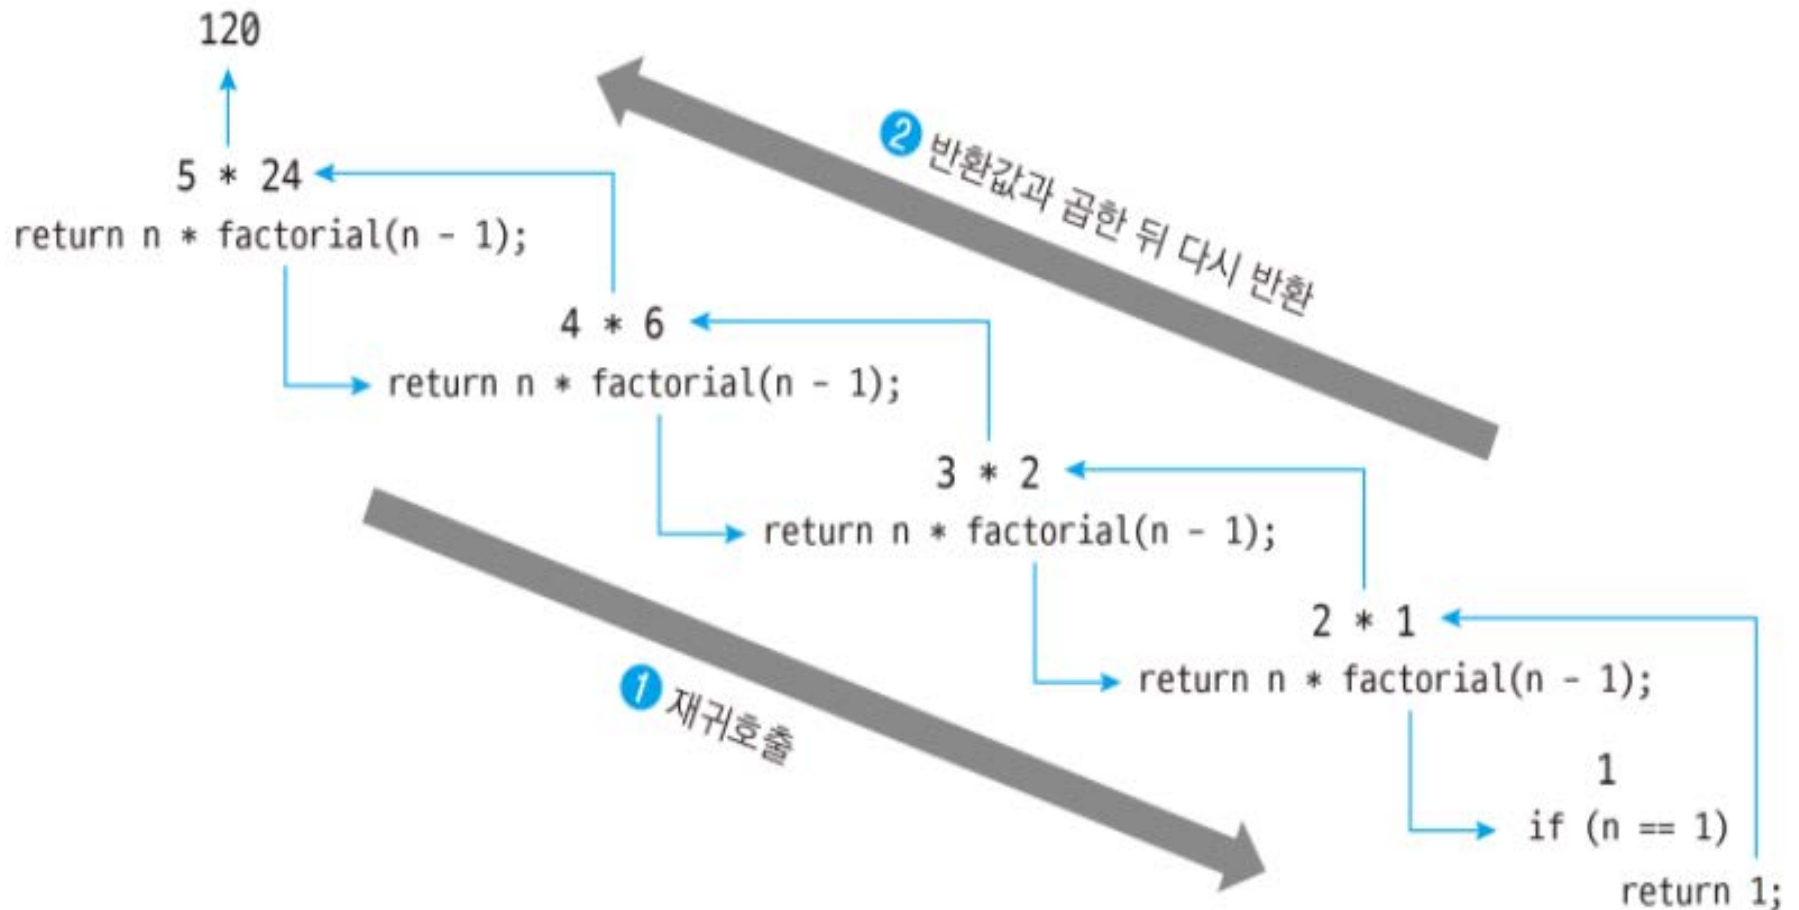 120
5 * 24
return n * factorial(n - 1);
❷ 반환값과 곱한 뒤 다시 반환
4 * 6
return n * factorial(n - 1);
3 * 2
return n * factorial(n - 1);
❶ 재귀호출
2 * 1
return n * factorial(n - 1);
1
if (n == 1)
return 1;